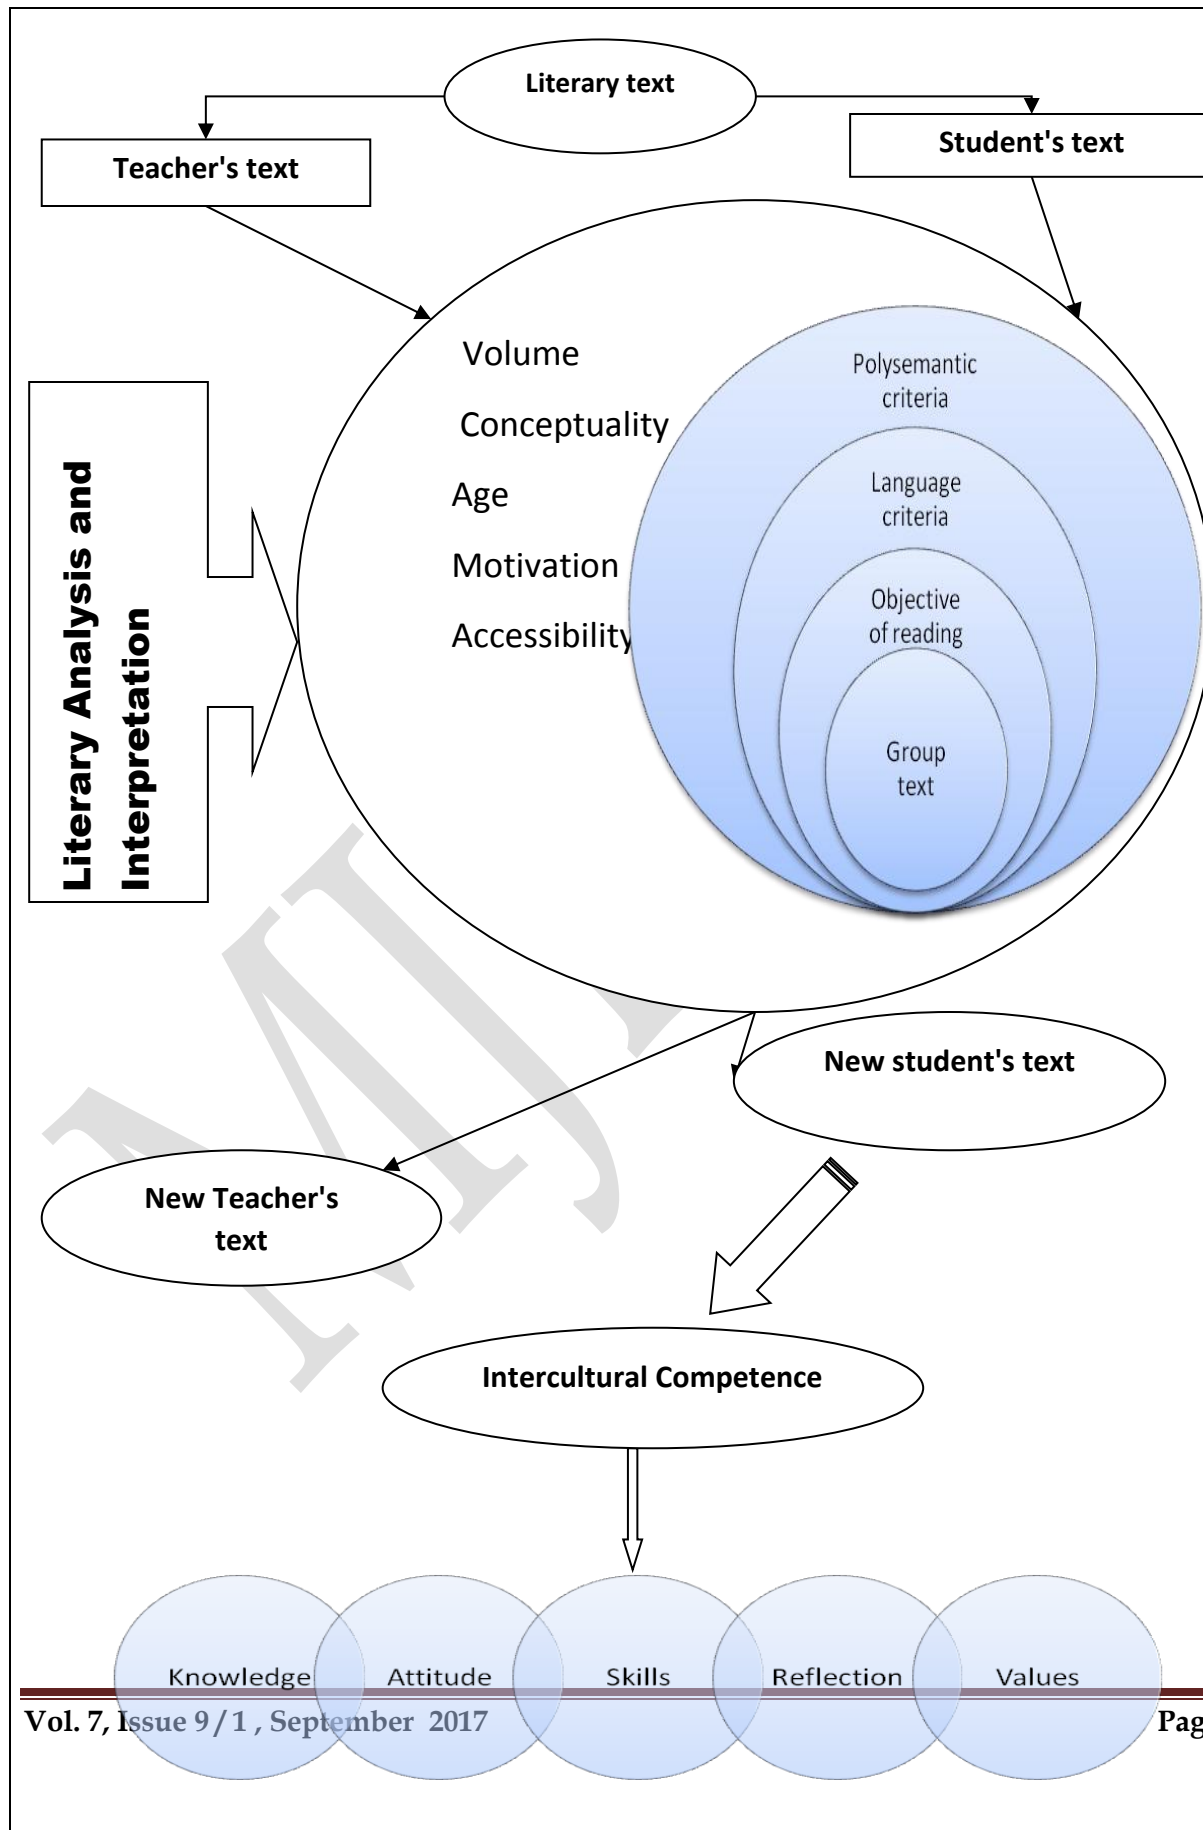 Literary text
Teacher's text
Student's text
Volume
Conceptuality
Age
Motivation
Accessibility
Polysemantic
criteria
Language
criteria
Objective
of reading
Group
text
Literary Analysis and
Interpretation
New student's text
New Teacher's
text
Intercultural Competence
Knowledge
Attitude
Skills
Reflection
Values
Vol. 7, Issue 9/1 , September 2017
Pag